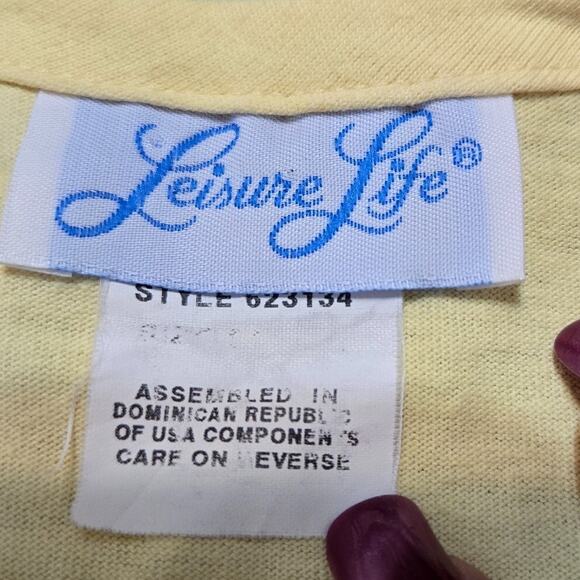 Leisure Life®
STYLE 623134
ASSEMBLED IN
DOMINICAN REPUBLIC
OF USA COMPONENTS
CARE ON REVERSE